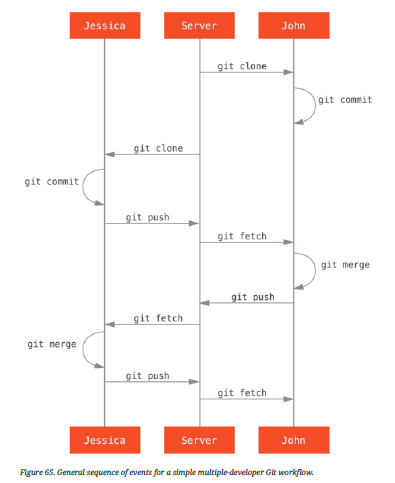 Jessica Server John
git clone
git commit
git clone
git commit
git push
git fetch
git merge
git push
git fetch
git merge
git push
git fetch
Jessica Server John
Figure 65. General sequence of events for a simple multiple-developer Git workflow.